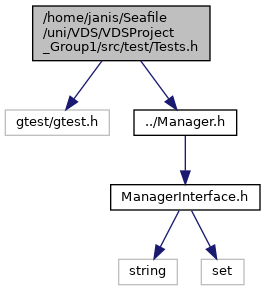 /home/janis/Seafile
/uni/VDS/VDSProject
_Group1/src/test/Tests.h
gtest/gtest.h
../Manager.h
ManagerInterface.h
string
set